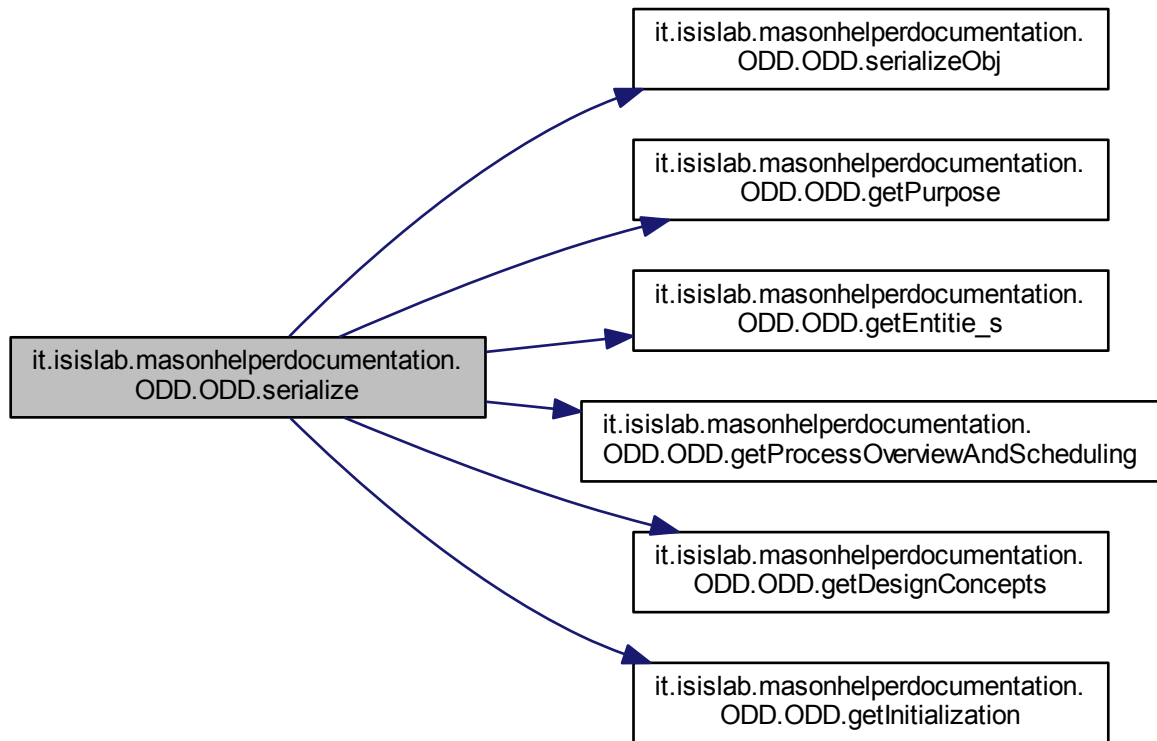 it.isislab.masonhelperdocumentation.
ODD.ODD.serializeObj
it.isislab.masonhelperdocumentation.
ODD.ODD.getPurpose
it.isislab.masonhelperdocumentation.
ODD.ODD.getEntitie_s
it.isislab.masonhelperdocumentation.
ODD.ODD.serialize
it.isislab.masonhelperdocumentation.
ODD.ODD.getProcessOverviewAndScheduling
it.isislab.masonhelperdocumentation.
ODD.ODD.getDesignConcepts
it.isislab.masonhelperdocumentation.
ODD.ODD.getInitialization